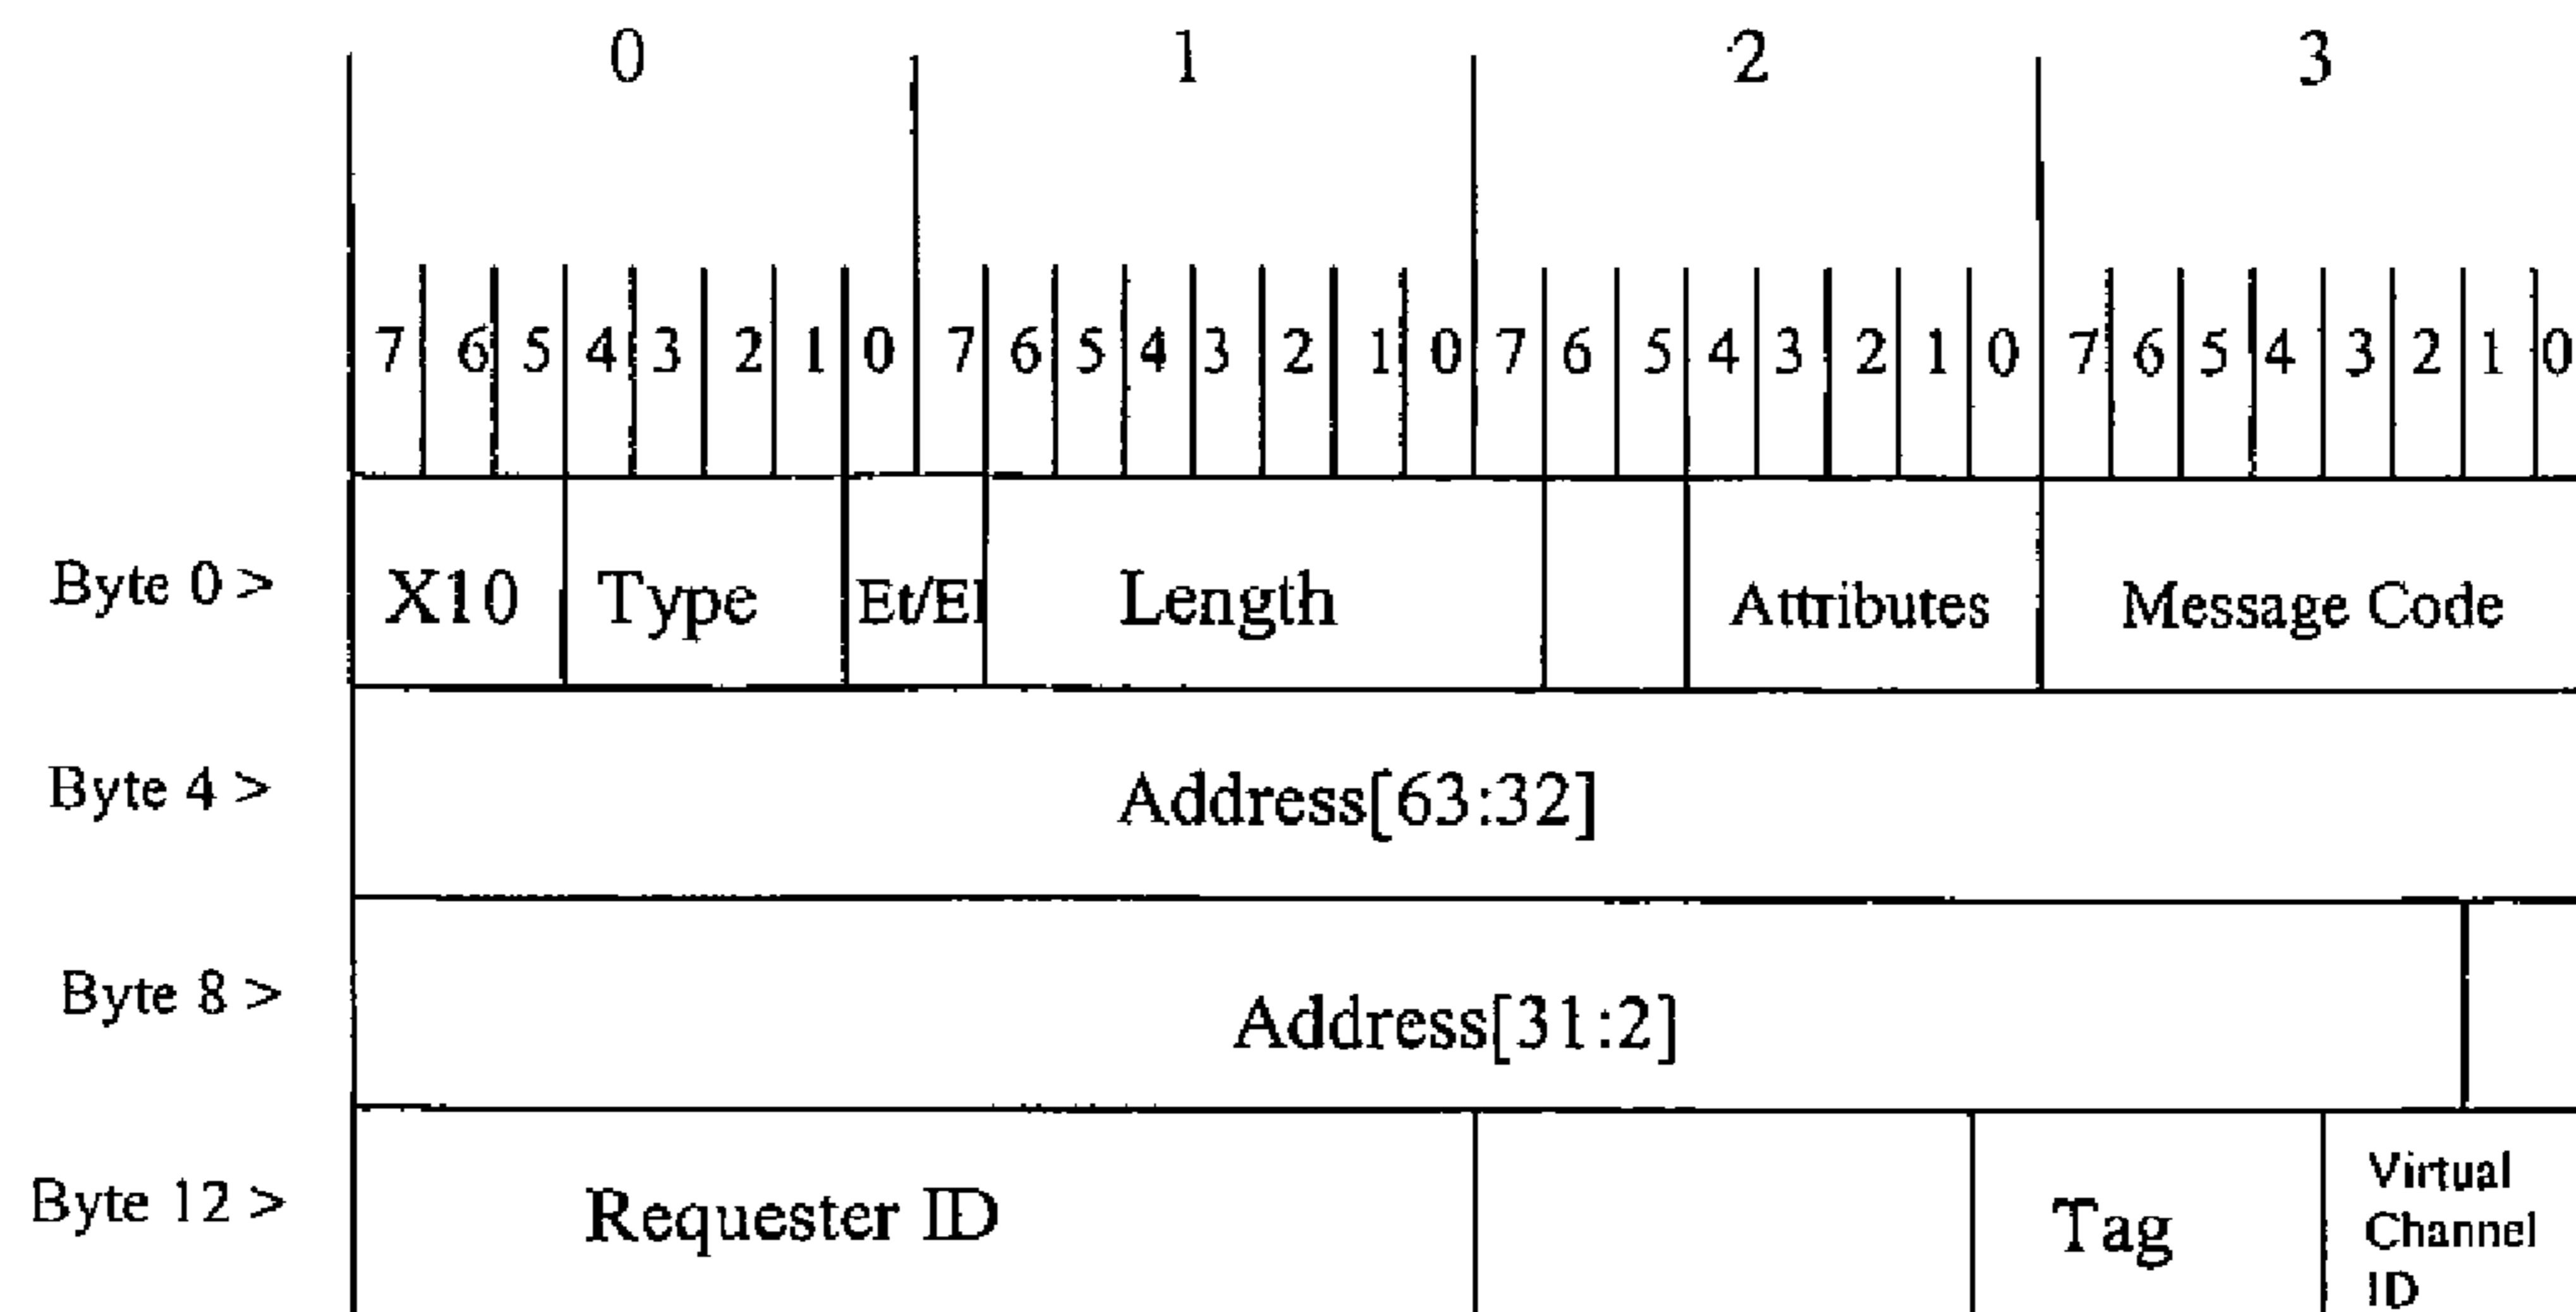 0 1 2 3
7 6 5 4 3 2 1 0 7 6 5 4 3 2 1 0 7 6 5 4 3 2 1 0 7 6 5 4 3 2 1 0
Byte 0 > X10 Type Et/El Length Attributes Message Code
Byte 4 > Address[63:32]
Byte 8 > Address[31:2]
Byte 12 > Requester ID Tag Virtual
Channel
ID